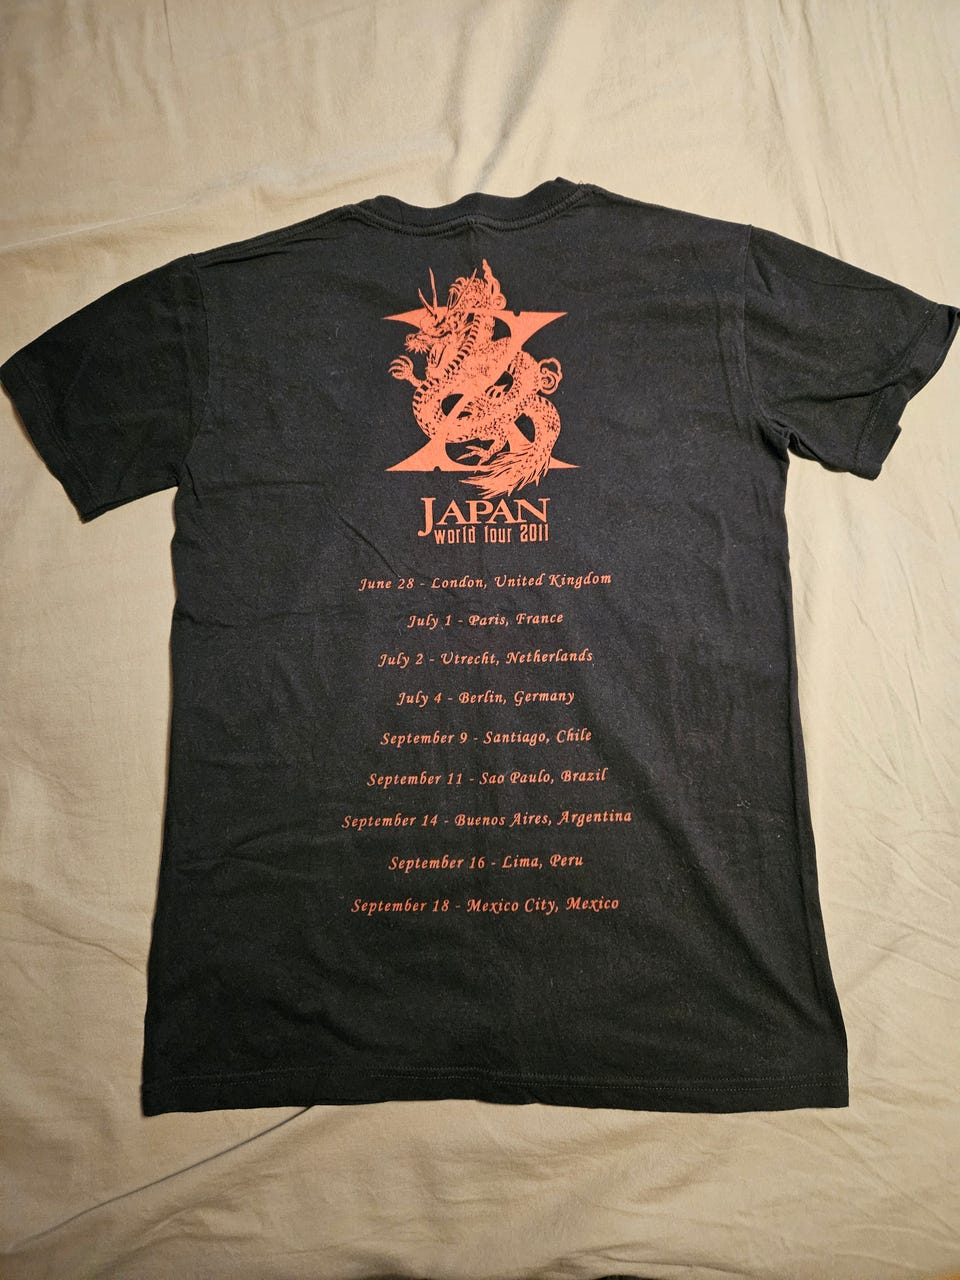 X
JAPAN
world tour 2011
June 28 - London, United Kingdom
July 1 - Paris, France
July 2 - Utrecht, Netherlands
July 4 - Berlin, Germany
September 9 - Santiago, Chile
September 11 - Sao Paulo, Brazil
September 14 - Buenos Aires, Argentina
September 16 - Lima, Peru
September 18 - Mexico City, Mexico